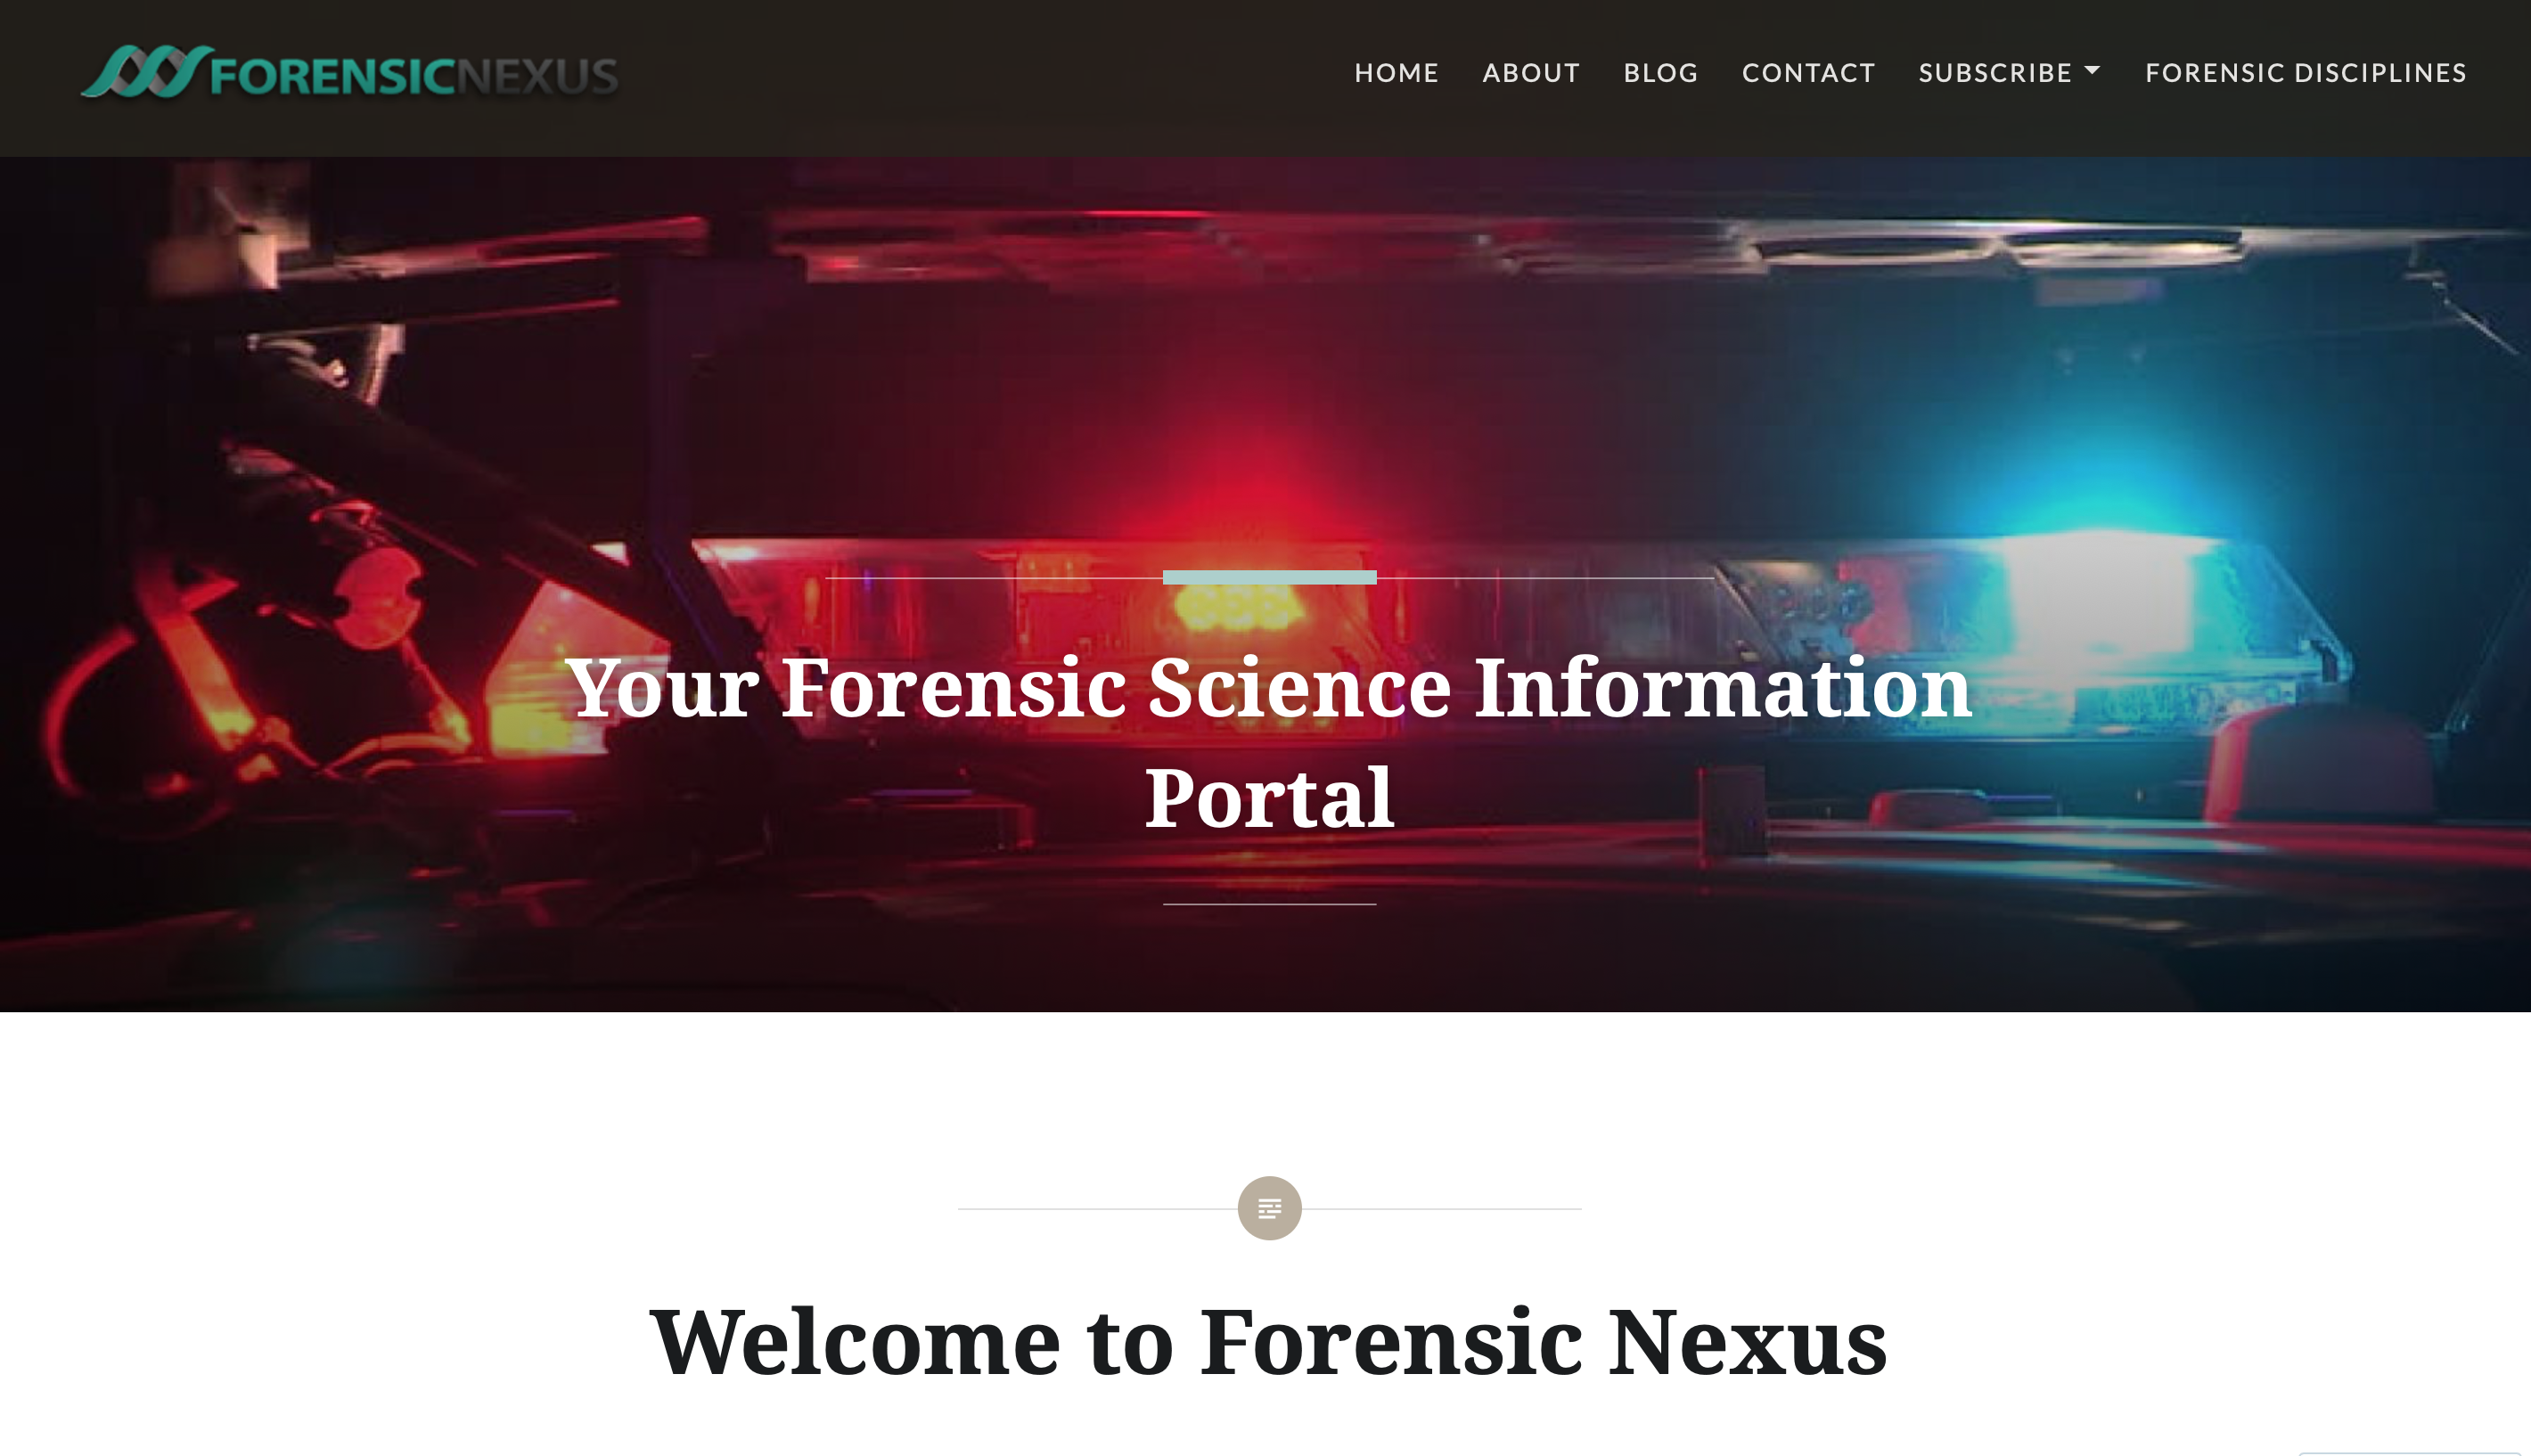 FORENSICNEXUS
HOME ABOUT BLOG CONTACT SUBSCRIBE FORENSIC DISCIPLINES
Your Forensic Science Information
Portal
Welcome to Forensic Nexus